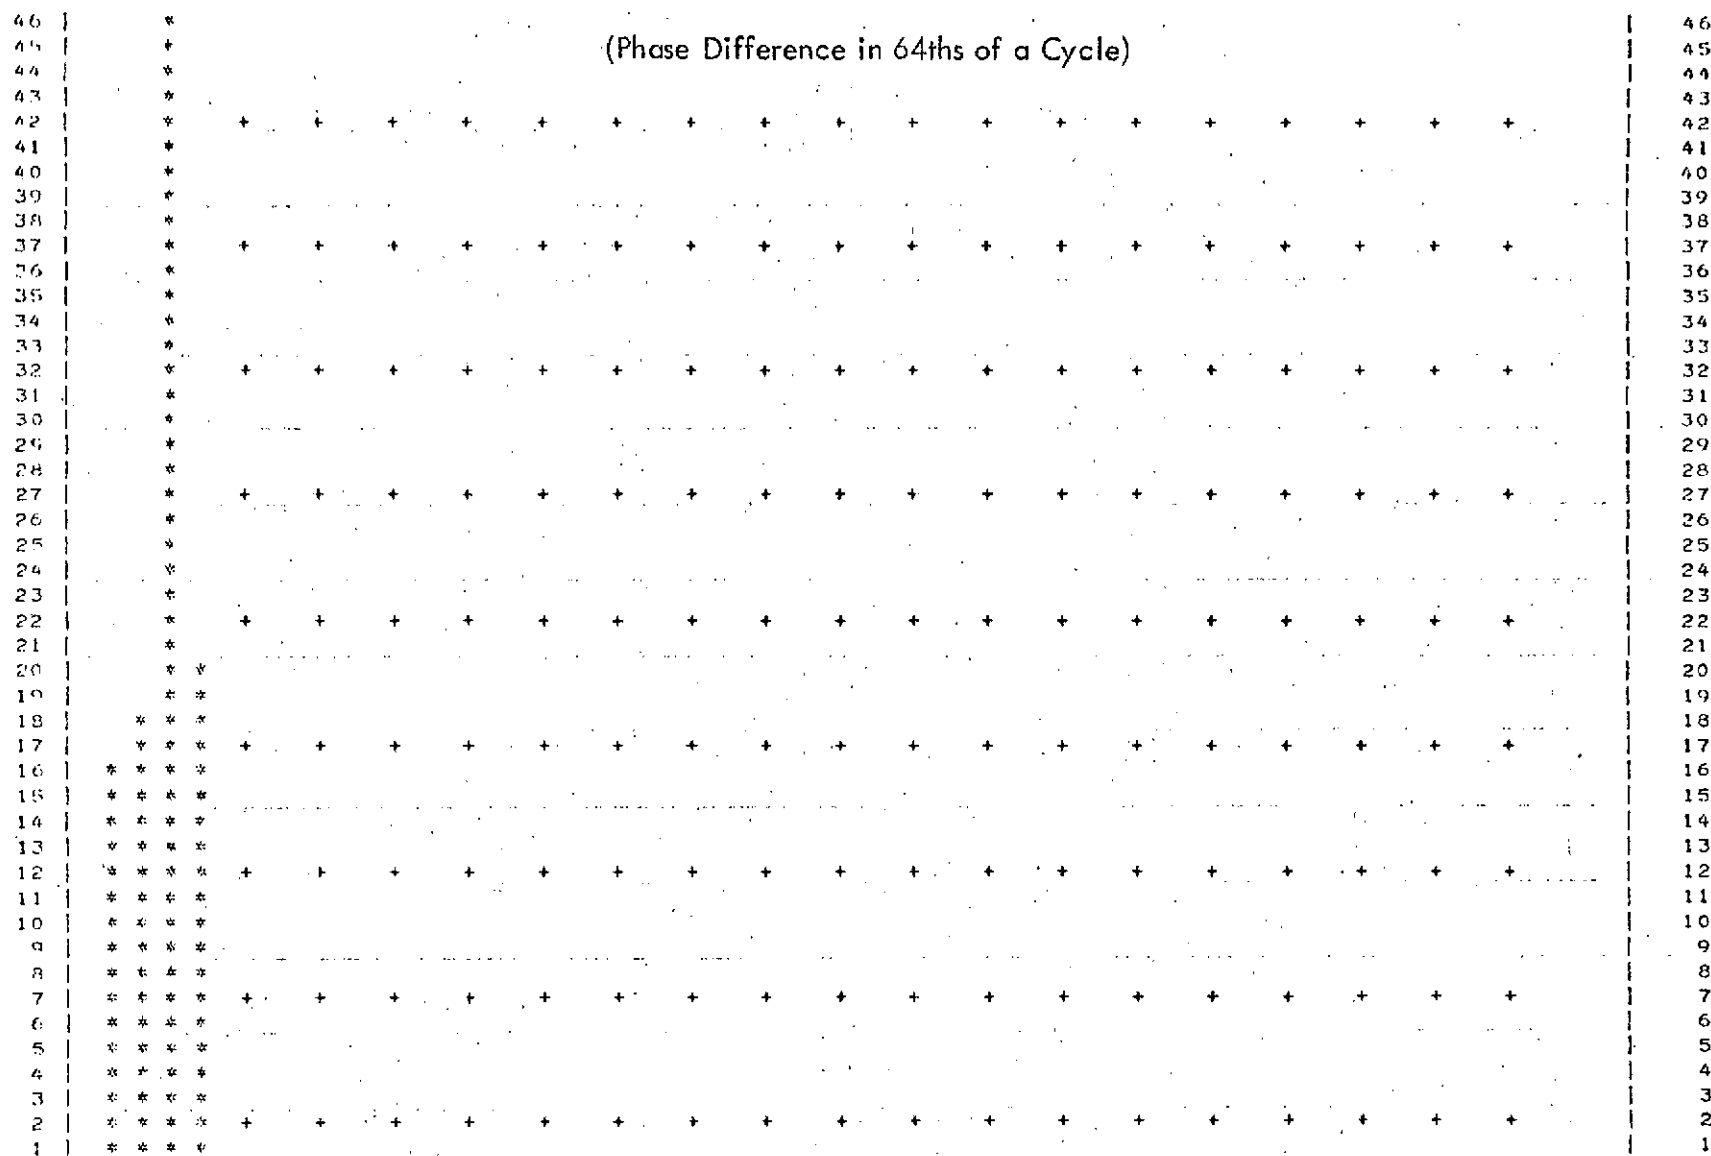 46 | * | 46
45 | * (Phase Difference in 64ths of a Cycle) | 45
44 | * | 44
43 | * | 43
42 | * + + + + + + + + + + + + + + + + + + | 42
41 | * | 41
40 | * | 40
39 | * | 39
38 | * | 38
37 | * + + + + + + + + + + + + + + + + + + | 37
36 | * | 36
35 | * | 35
34 | * | 34
33 | * | 33
32 | * + + + + + + + + + + + + + + + + + + | 32
31 | * | 31
30 | * | 30
29 | * | 29
28 | * | 28
27 | * + + + + + + + + + + + + + + + + + + | 27
26 | * | 26
25 | * | 25
24 | * | 24
23 | * | 23
22 | * + + + + + + + + + + + + + + + + + + | 22
21 | * | 21
20 | * * | 20
19 | * * | 19
18 | * * * | 18
17 | * * * + + + + + + + + + + + + + + + + + + | 17
16 | * * * * | 16
15 | * * * * | 15
14 | * * * * | 14
13 | * * * * | 13
12 | * * * * + + + + + + + + + + + + + + + + + + | 12
11 | * * * * | 11
10 | * * * * | 10
9 | * * * * | 9
8 | * * * * | 8
7 | * * * * + + + + + + + + + + + + + + + + + + | 7
6 | * * * * | 6
5 | * * * * | 5
4 | * * * * | 4
3 | * * * * | 3
2 | * * * * + + + + + + + + + + + + + + + + + + | 2
1 | * * * * | 1